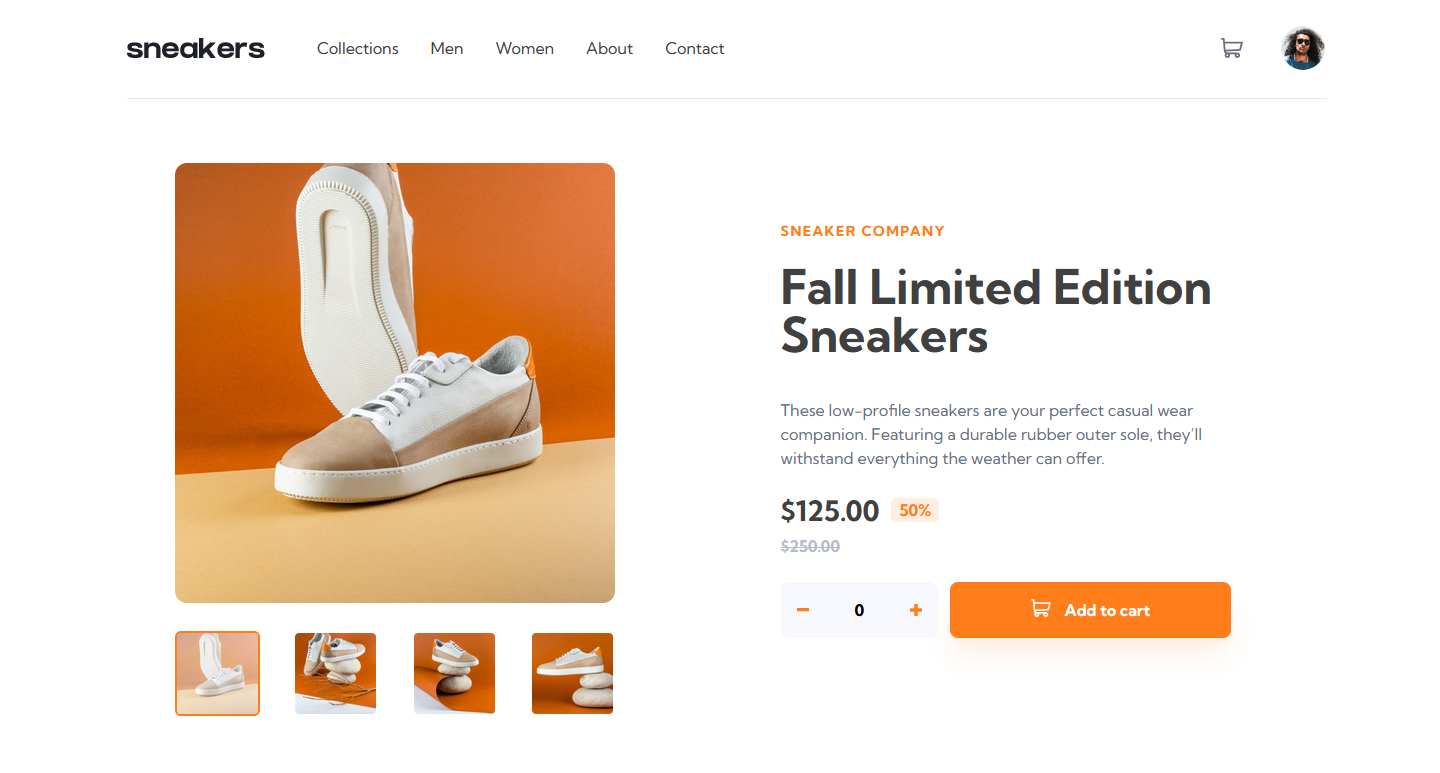 sneakers
Collections Men Women About Contact
SNEAKER COMPANY
Fall Limited Edition
Sneakers
These low-profile sneakers are your perfect casual wear
companion. Featuring a durable rubber outer sole, they’ll
withstand everything the weather can offer.
$125.00 50%
$250.00
0 Add to cart